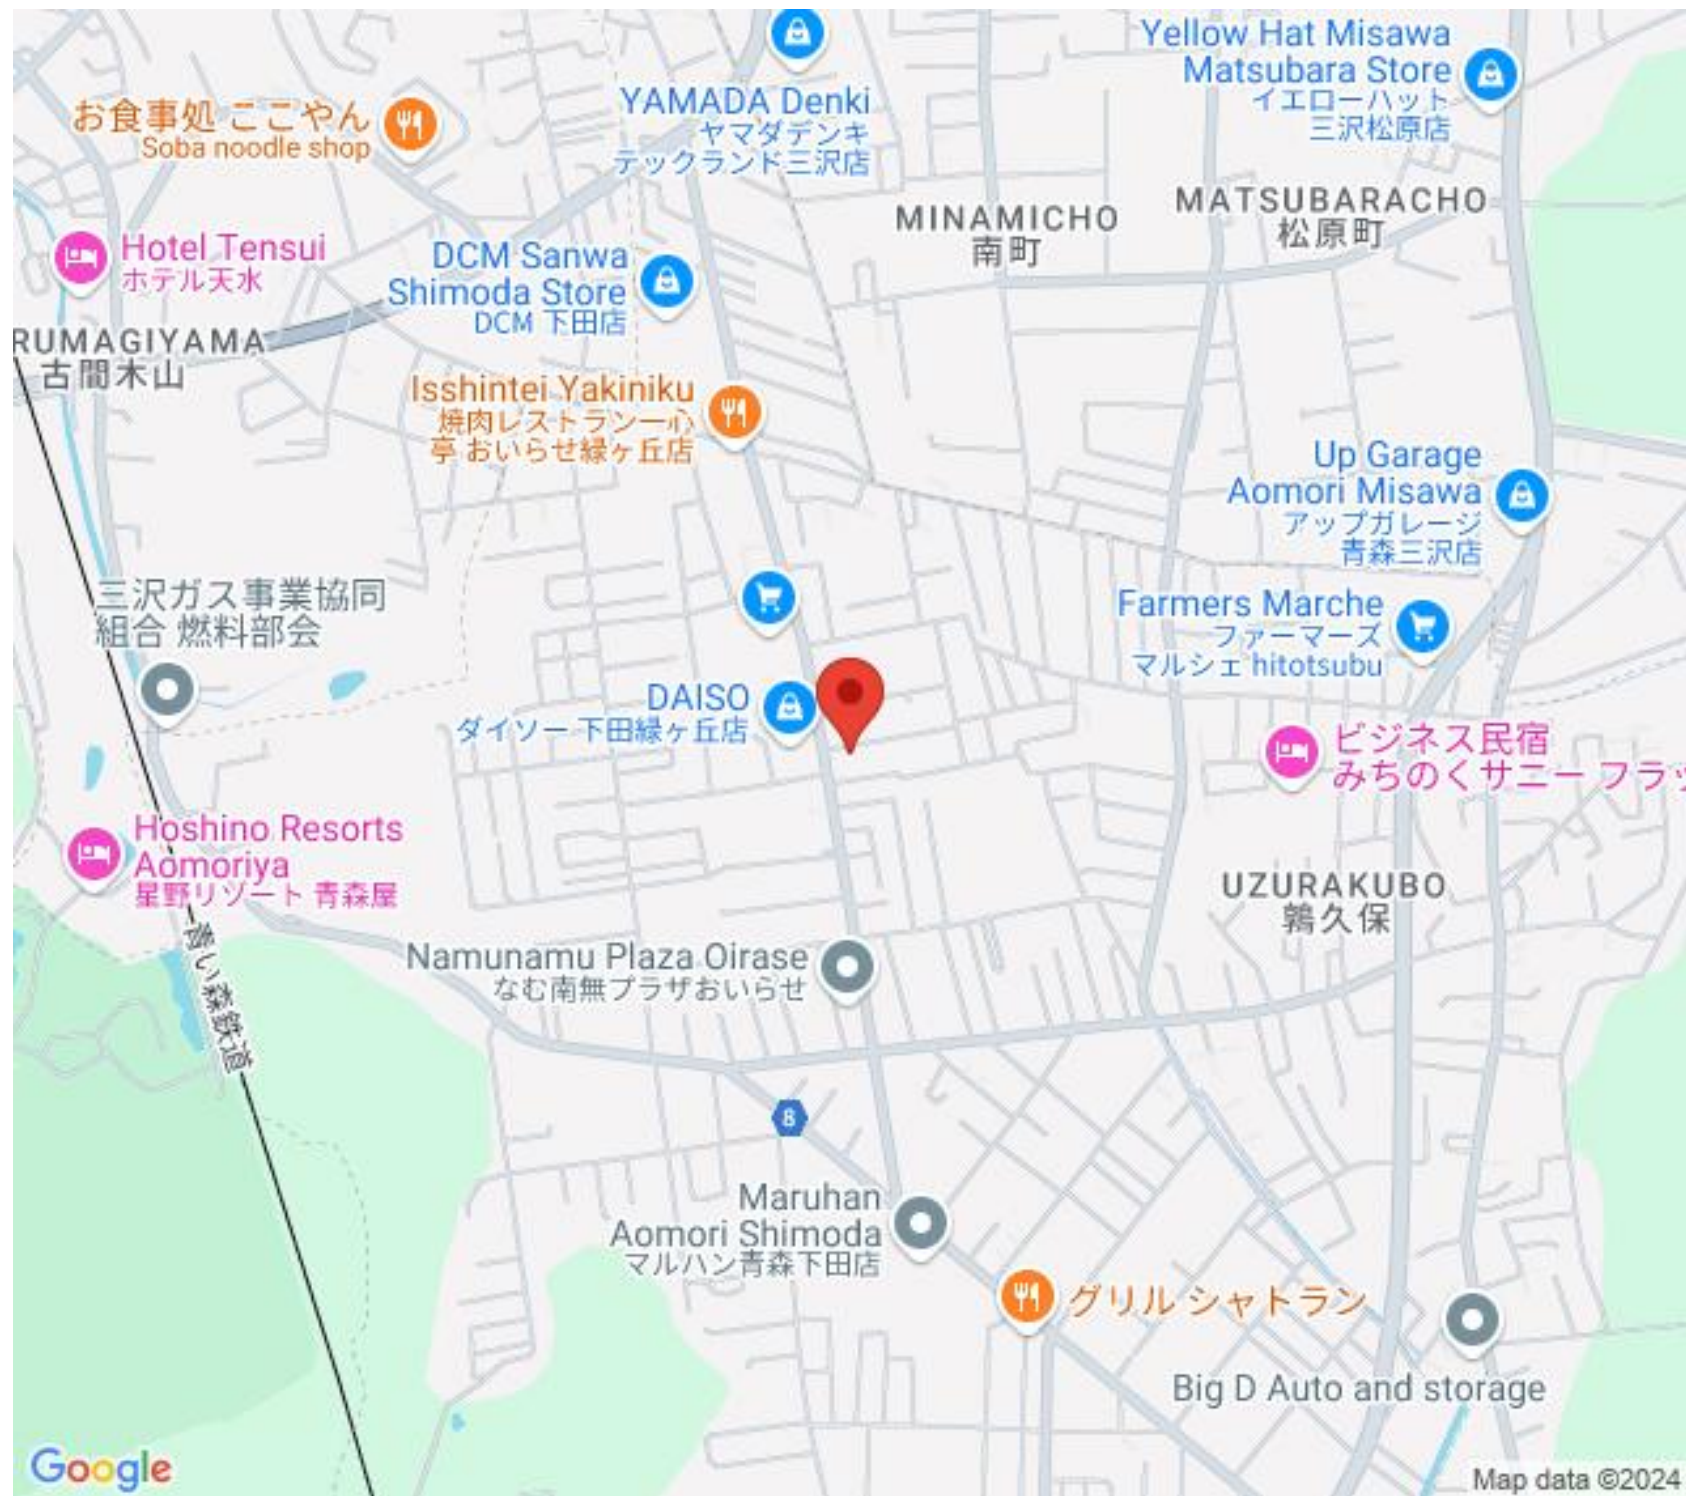 Yellow Hat Misawa
Matsubara Store
イエローハット
三沢松原店
お食事処 ここやん
Soba noodle shop
YAMADA Denki
ヤマダデンキ
テックランド三沢店
MINAMICHO
南町
MATSUBARACHO
松原町
Hotel Tensui
ホテル天水
DCM Sanwa
Shimoda Store
DCM 下田店
RUMAGIYAMA
古間木山
Isshintei Yakiniku
焼肉レストラン一心
亭 おいらせ緑ヶ丘店
Up Garage
Aomori Misawa
アップガレージ
青森三沢店
三沢ガス事業協同
組合 燃料部会
Farmers Marche
ファーマーズ
マルシェ hitotsubu
DAISO
ダイソー 下田緑ヶ丘店
ビジネス民宿
みちのくサニー フラッ
Hoshino Resorts
Aomoriya
星野リゾート 青森屋
UZURAKUBO
鶉久保
青い森鉄道
Namunamu Plaza Oirase
なむ南無プラザおいらせ
8
Maruhan
Aomori Shimoda
マルハン青森下田店
グリル シャトラン
Big D Auto and storage
Google
Map data ©2024